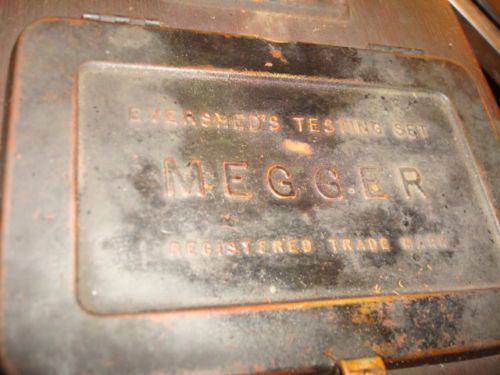 EVERSHED'S TESTING SET
MEGGER
REGISTERED TRADE MARK